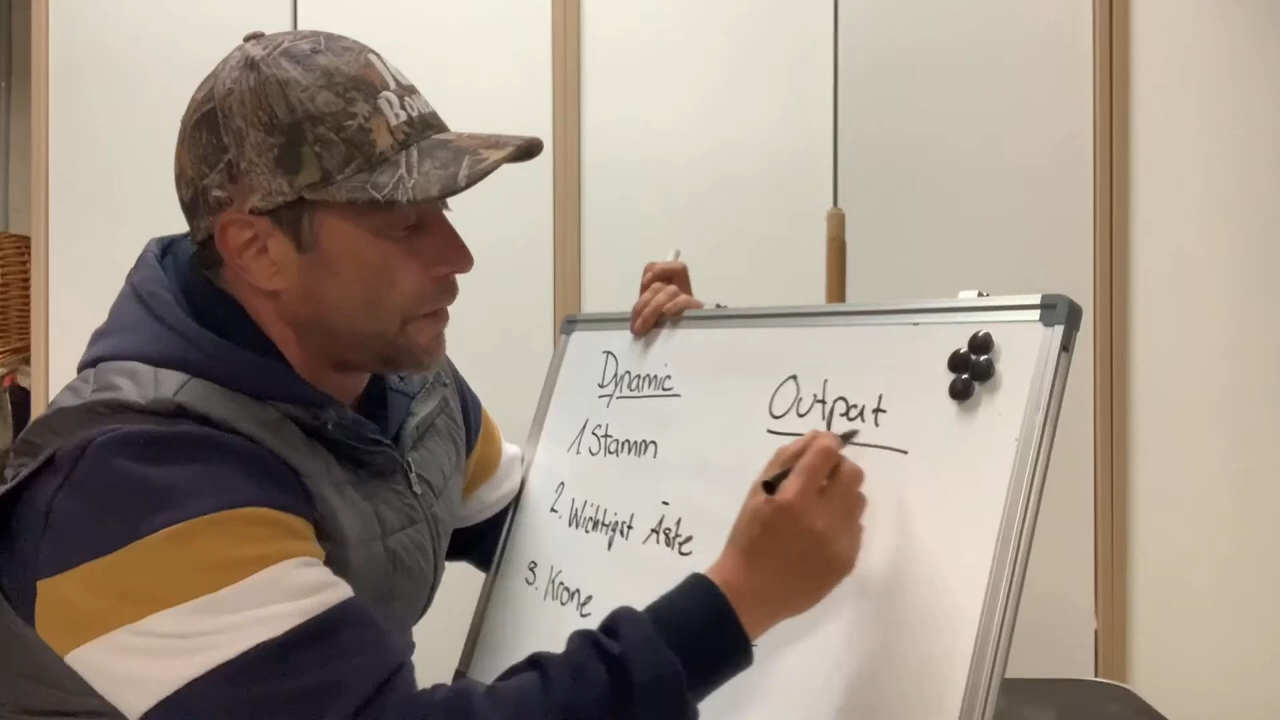 Dynamic
1 Stamm
2. Wichtigst Äste
3. Krone
Output